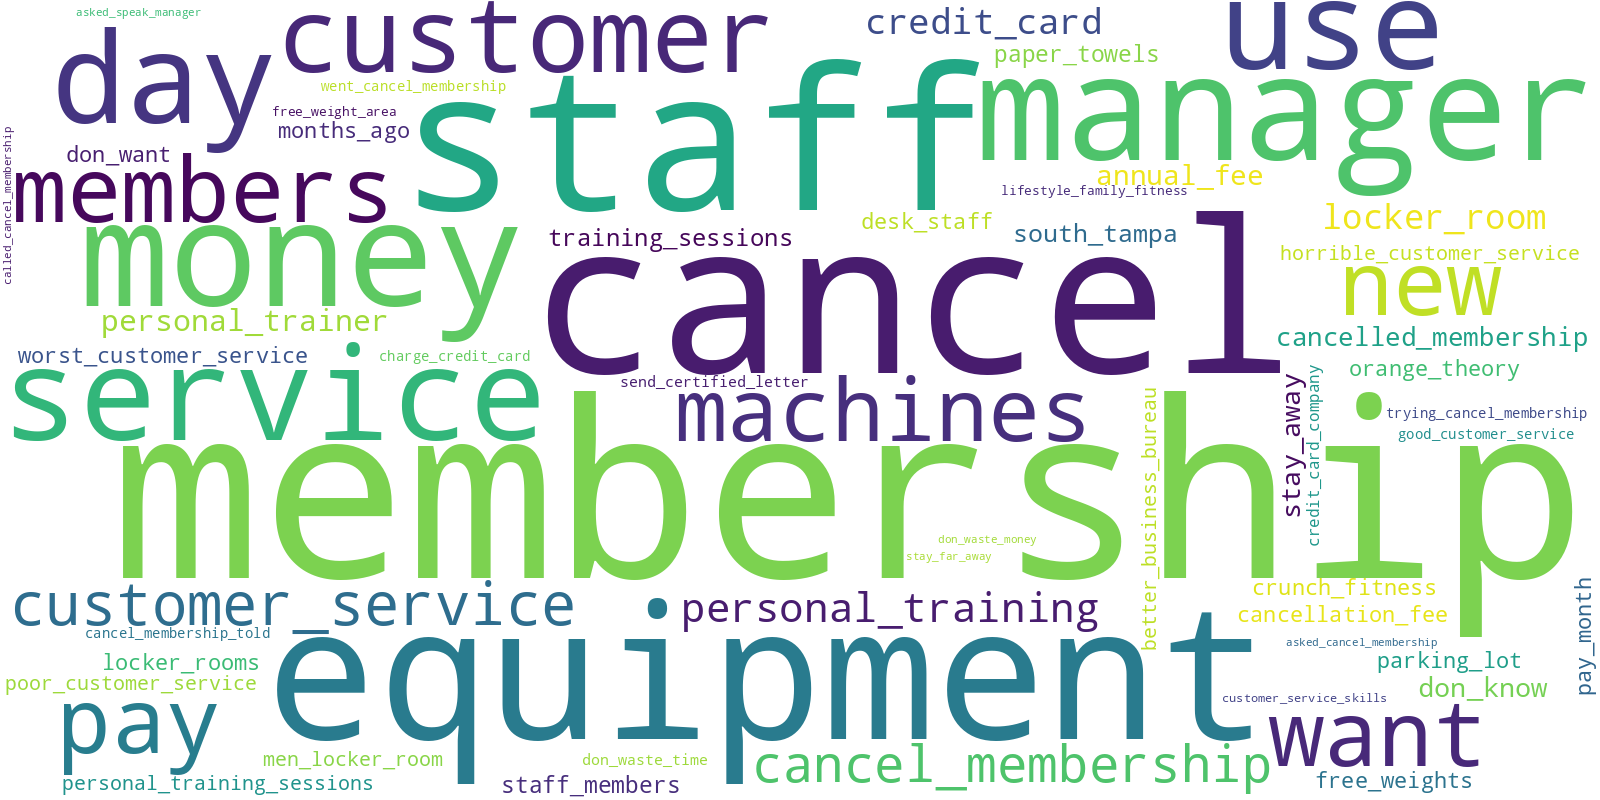 asked_speak_manager
customer
credit_card
use
day
paper_towels
staff
manager
went_cancel_membership
free_weight_area
months_ago
called_cancel_membership
don_want
members
annual_fee
lifestyle_family_fitness
money
desk_staff
south_tampa
locker_room
training_sessions
cancel
horrible_customer_service
new
personal_trainer
cancelled_membership
worst_customer_service
charge_credit_card
service
orange_theory
send_certified_letter
machines
stay_away
credit_card_company
trying_cancel_membership
good_customer_service
better_business_bureau
membership
don_waste_money
stay_far_away
customer_service
personal_training
crunch_fitness
cancellation_fee
pay_month
cancel_membership_told
equipment
asked_cancel_membership
locker_rooms
parking_lot
poor_customer_service
don_know
customer_service_skills
pay
want
men_locker_room
don_waste_time
cancel_membership
personal_training_sessions
staff_members
free_weights